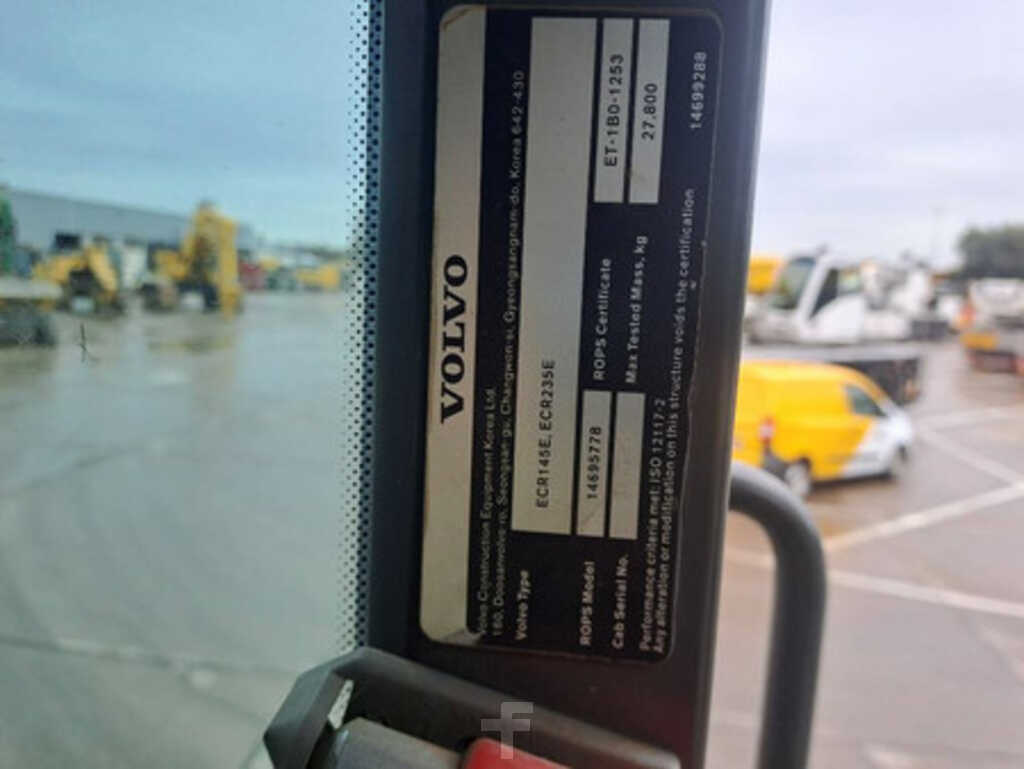 VOLVO
Volvo Construction Equipment Korea Ltd.
160, Doosanvolvo-ro, Seongsan-gu, Changwon-si, Gyeongsangnam-do, Korea 642-430
Volvo Type ECR145E, ECR235E
ROPS Model 14695778 ROPS Certificate ET-1B0-1253
Cab Serial No. Max Tested Mass, kg 27,800
Performance criteria met: ISO 12117-2
Any alteration or modification on this structure voids the certification 14699288